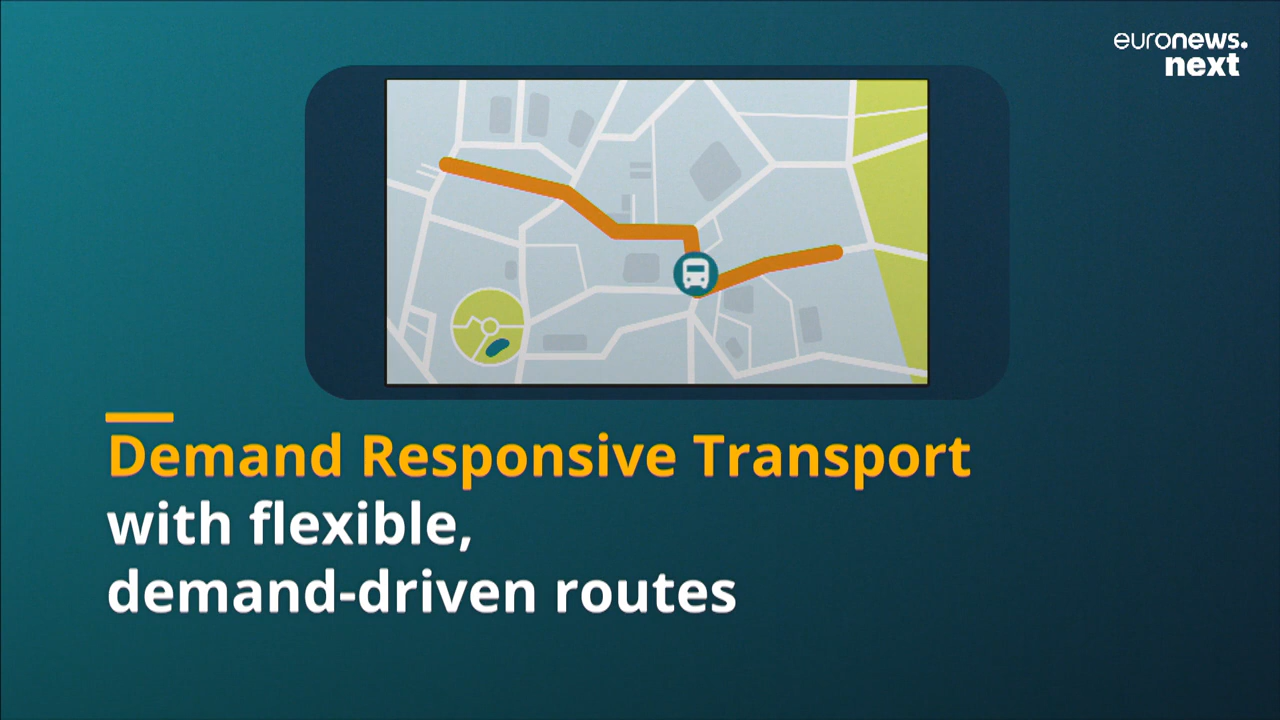 euronews.
next
Demand Responsive Transport
with flexible,
demand-driven routes